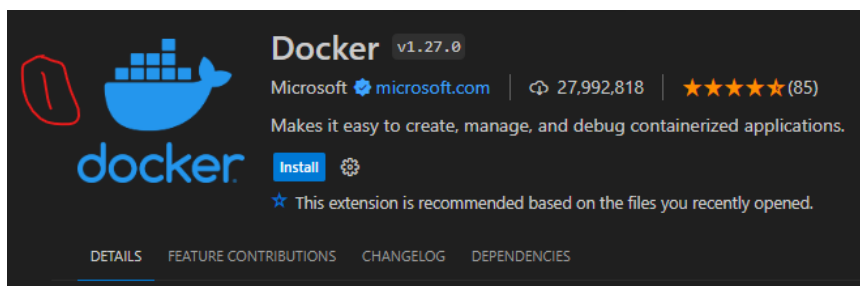 1
docker
Docker v1.27.0
Microsoft microsoft.com 27,992,818 (85)
Makes it easy to create, manage, and debug containerized applications.
Install
This extension is recommended based on the files you recently opened.
DETAILS FEATURE CONTRIBUTIONS CHANGELOG DEPENDENCIES